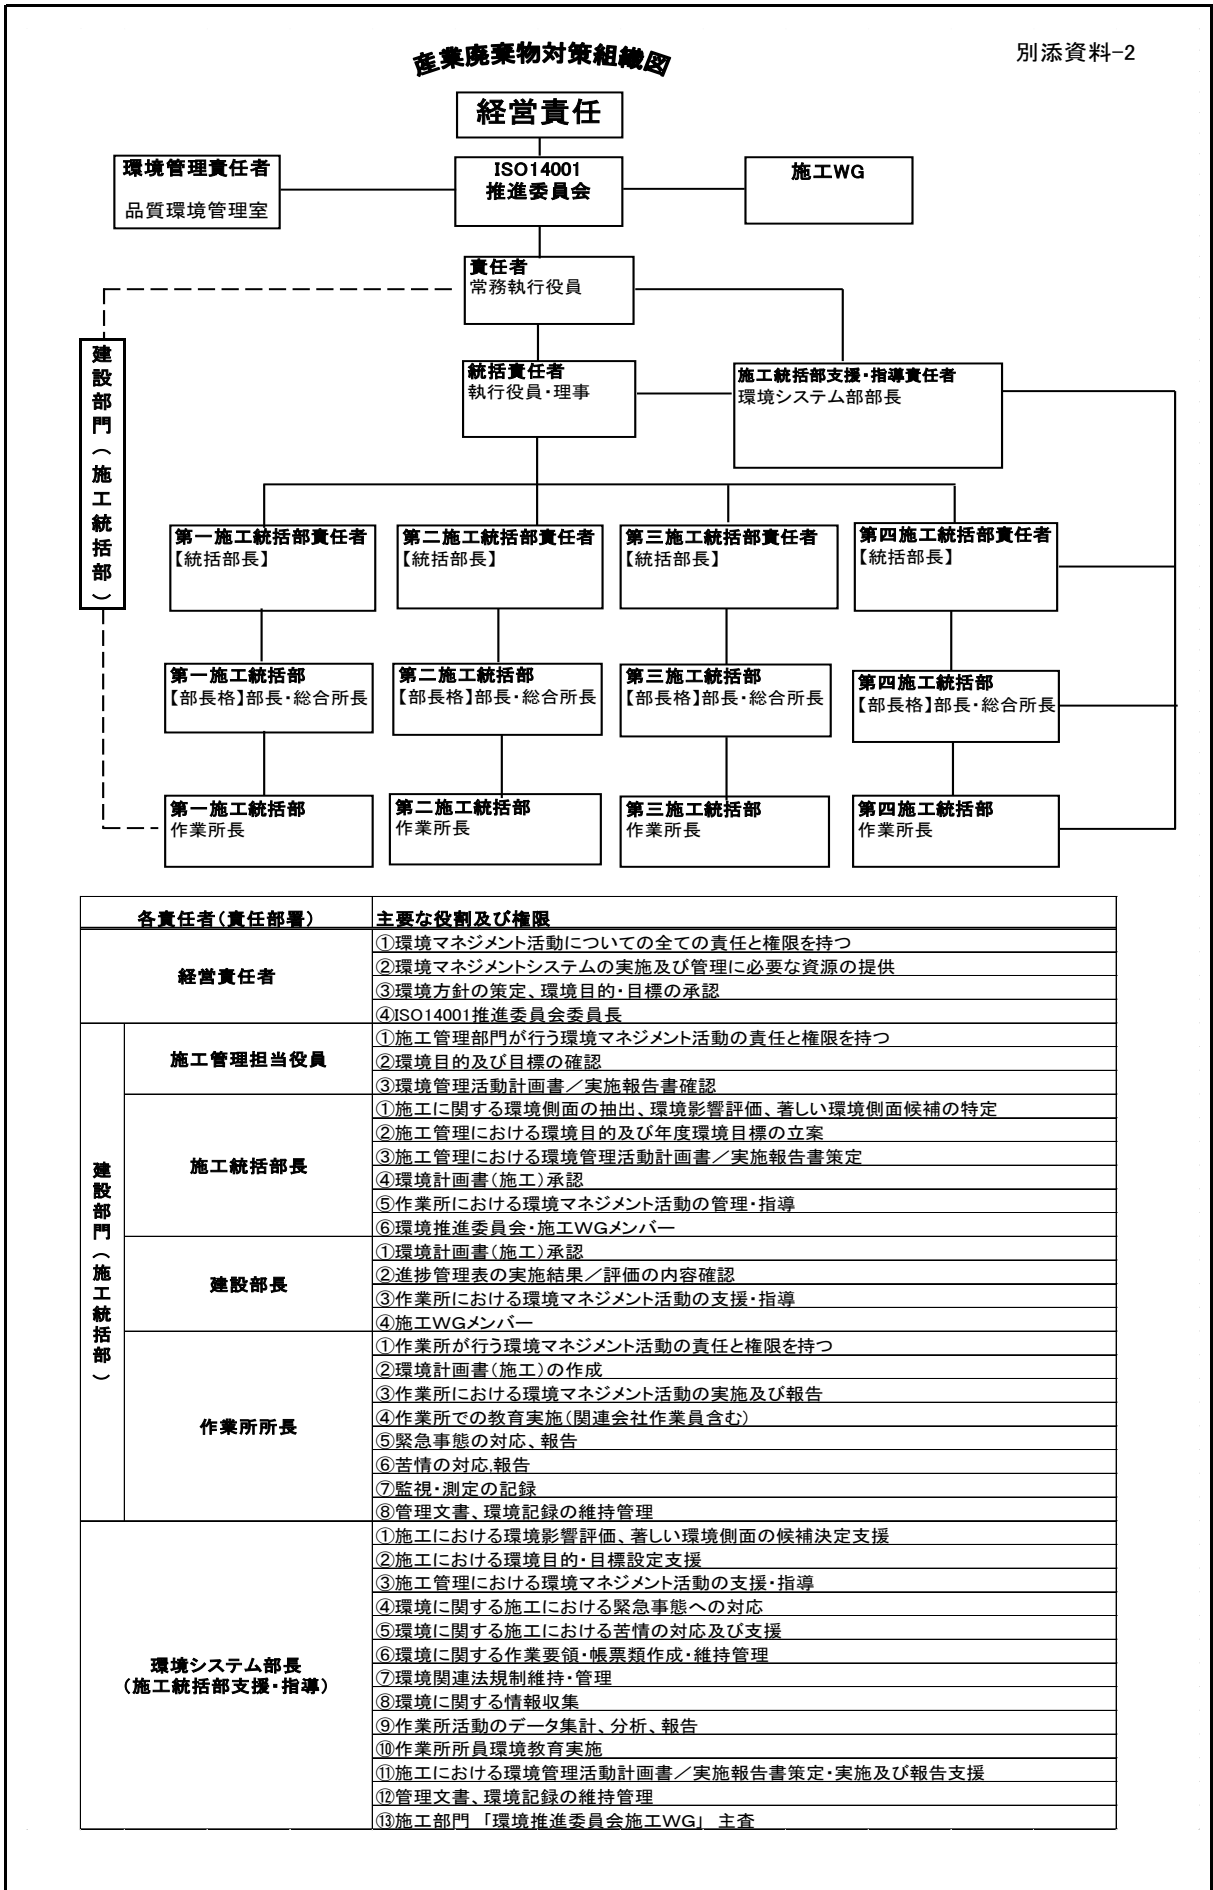 別添資料-2
産業廃棄物対策組織図
経営責任
環境管理責任者
品質環境管理室
ISO14001
推進委員会
施工WG
責任者
常務執行役員
建設部門(施工統括部)
統括責任者
執行役員・理事
施工統括部支援・指導責任者
環境システム部部長
第一施工統括部責任者
【統括部長】
第二施工統括部責任者
【統括部長】
第三施工統括部責任者
【統括部長】
第四施工統括部責任者
【統括部長】
第一施工統括部
【部長格】部長・総合所長
第二施工統括部
【部長格】部長・総合所長
第三施工統括部
【部長格】部長・総合所長
第四施工統括部
【部長格】部長・総合所長
第一施工統括部
作業所長
第二施工統括部
作業所長
第三施工統括部
作業所長
第四施工統括部
作業所長
各責任者(責任部署) 主要な役割及び権限
経営責任者
①環境マネジメント活動についての全ての責任と権限を持つ
②環境マネジメントシステムの実施及び管理に必要な資源の提供
③環境方針の策定、環境目的・目標の承認
④ISO14001推進委員会委員長
建設部門(施工統括部)
施工管理担当役員
①施工管理部門が行う環境マネジメント活動の責任と権限を持つ
②環境目的及び目標の確認
③環境管理活動計画書/実施報告書確認
施工統括部長
①施工に関する環境側面の抽出、環境影響評価、著しい環境側面候補の特定
②施工管理における環境目的及び年度環境目標の立案
③施工管理における環境管理活動計画書/実施報告書策定
④環境計画書(施工)承認
⑤作業所における環境マネジメント活動の管理・指導
⑥環境推進委員会・施工WGメンバー
建設部長
①環境計画書(施工)承認
②進捗管理表の実施結果/評価の内容確認
③作業所における環境マネジメント活動の支援・指導
④施工WGメンバー
作業所所長
①作業所が行う環境マネジメント活動の責任と権限を持つ
②環境計画書(施工)の作成
③作業所における環境マネジメント活動の実施及び報告
④作業所での教育実施(関連会社作業員含む)
⑤緊急事態の対応、報告
⑥苦情の対応,報告
⑦監視・測定の記録
⑧管理文書、環境記録の維持管理
環境システム部長
(施工統括部支援・指導)
①施工における環境影響評価、著しい環境側面の候補決定支援
②施工における環境目的・目標設定支援
③施工管理における環境マネジメント活動の支援・指導
④環境に関する施工における緊急事態への対応
⑤環境に関する施工における苦情の対応及び支援
⑥環境に関する作業要領・帳票類作成・維持管理
⑦環境関連法規制維持・管理
⑧環境に関する情報収集
⑨作業所活動のデータ集計、分析、報告
⑩作業所所員環境教育実施
⑪施工における環境管理活動計画書/実施報告書策定・実施及び報告支援
⑫管理文書、環境記録の維持管理
⑬施工部門 「環境推進委員会施工WG」 主査